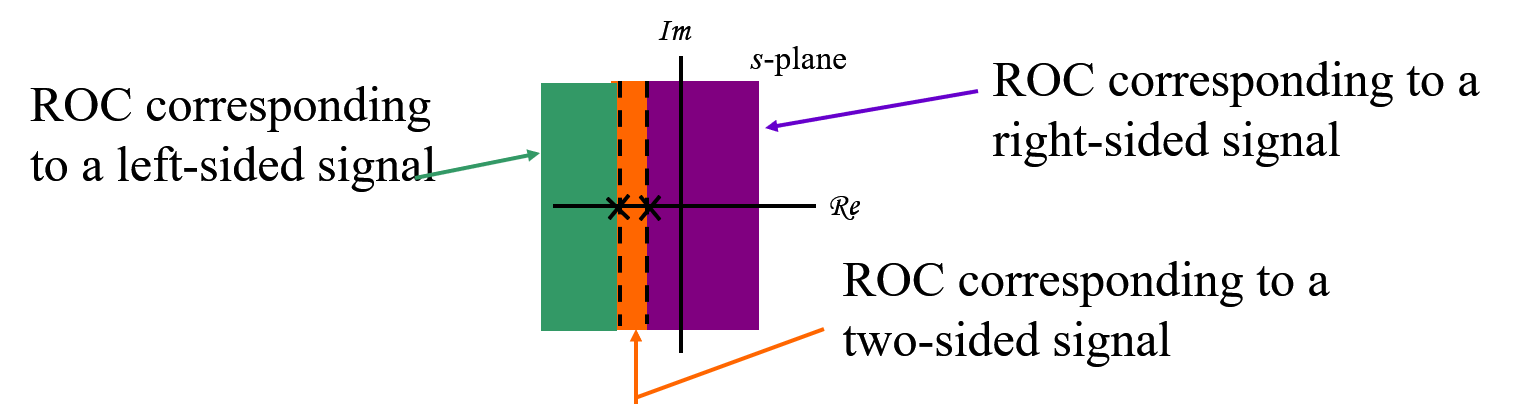 Im
s-plane
ROC corresponding
to a left-sided signal
ROC corresponding to a
right-sided signal
Re
ROC corresponding to a
two-sided signal